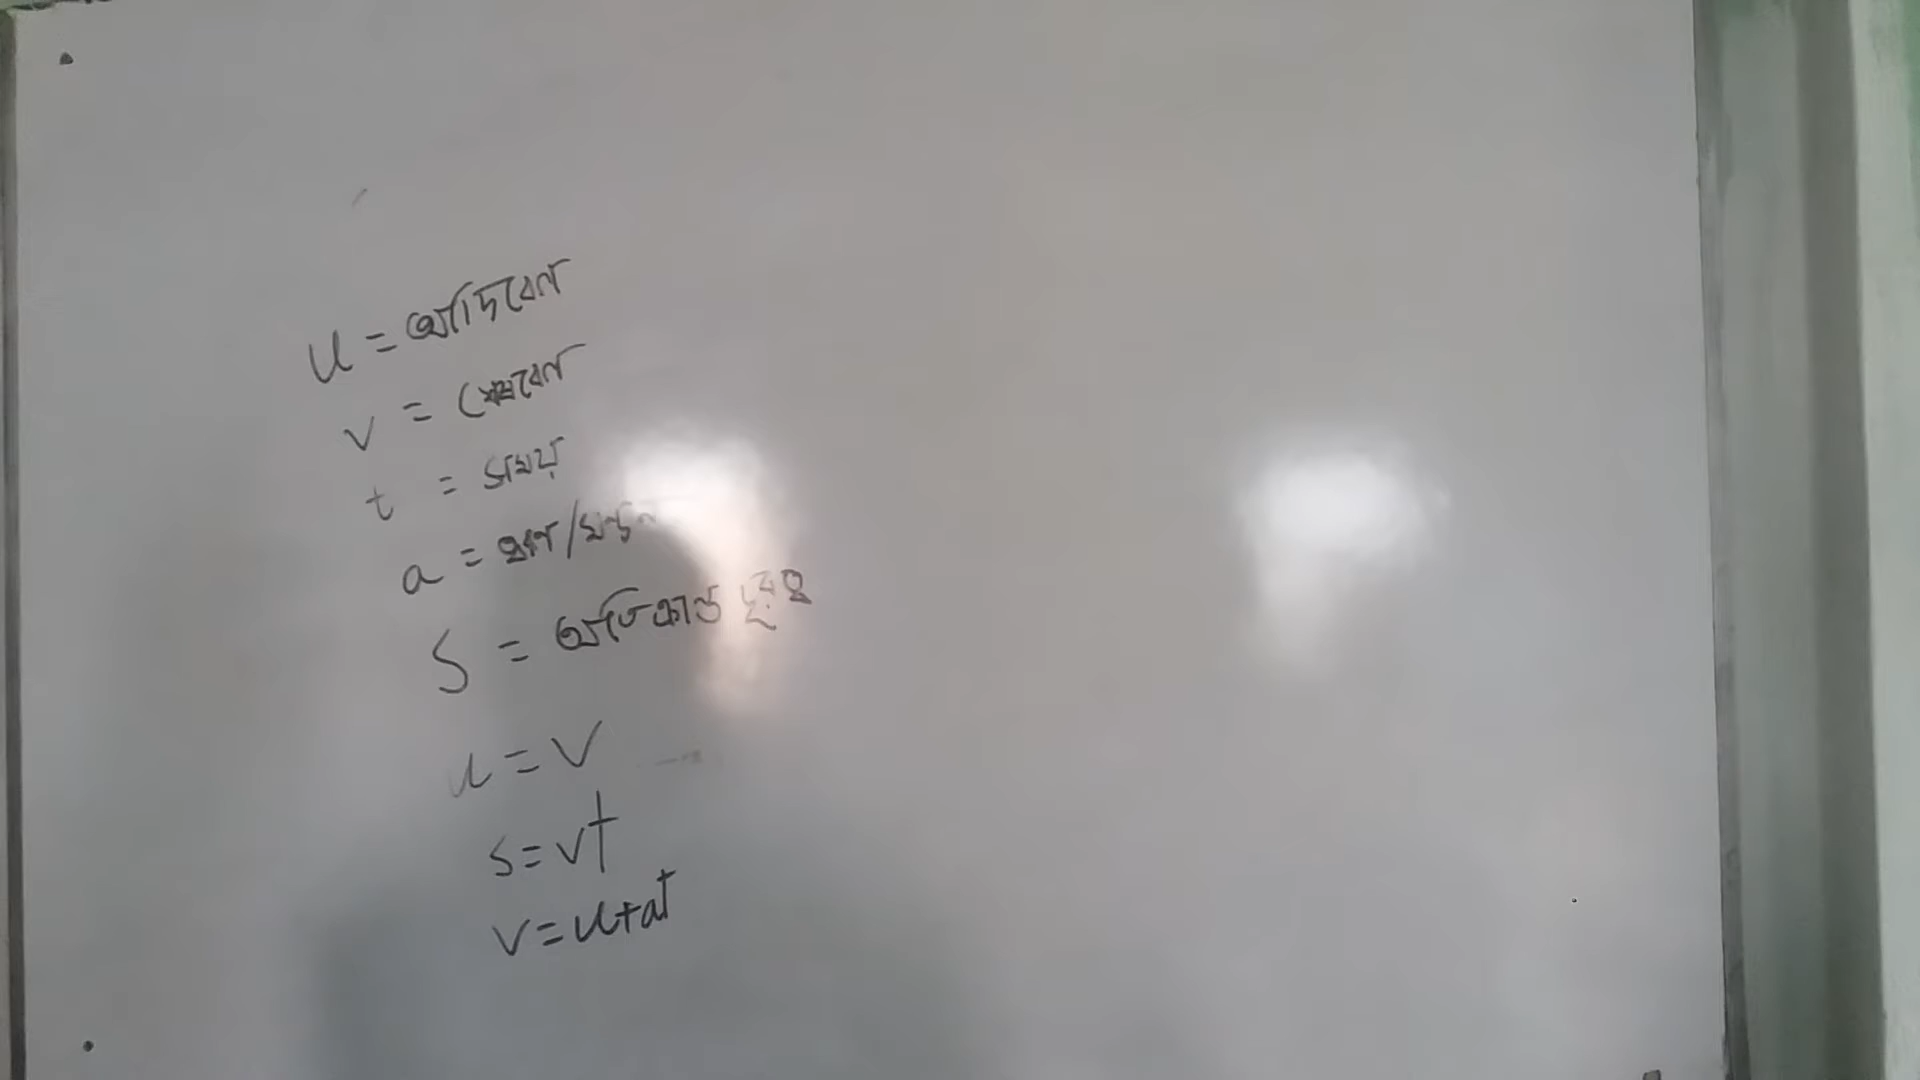 u = আদিবেগ
v = শেষবেগ
t = সময়
a = ত্বরণ/মন্দন
S = অতিক্রান্ত দূরত্ব
u = v
s = vt
v = u+at